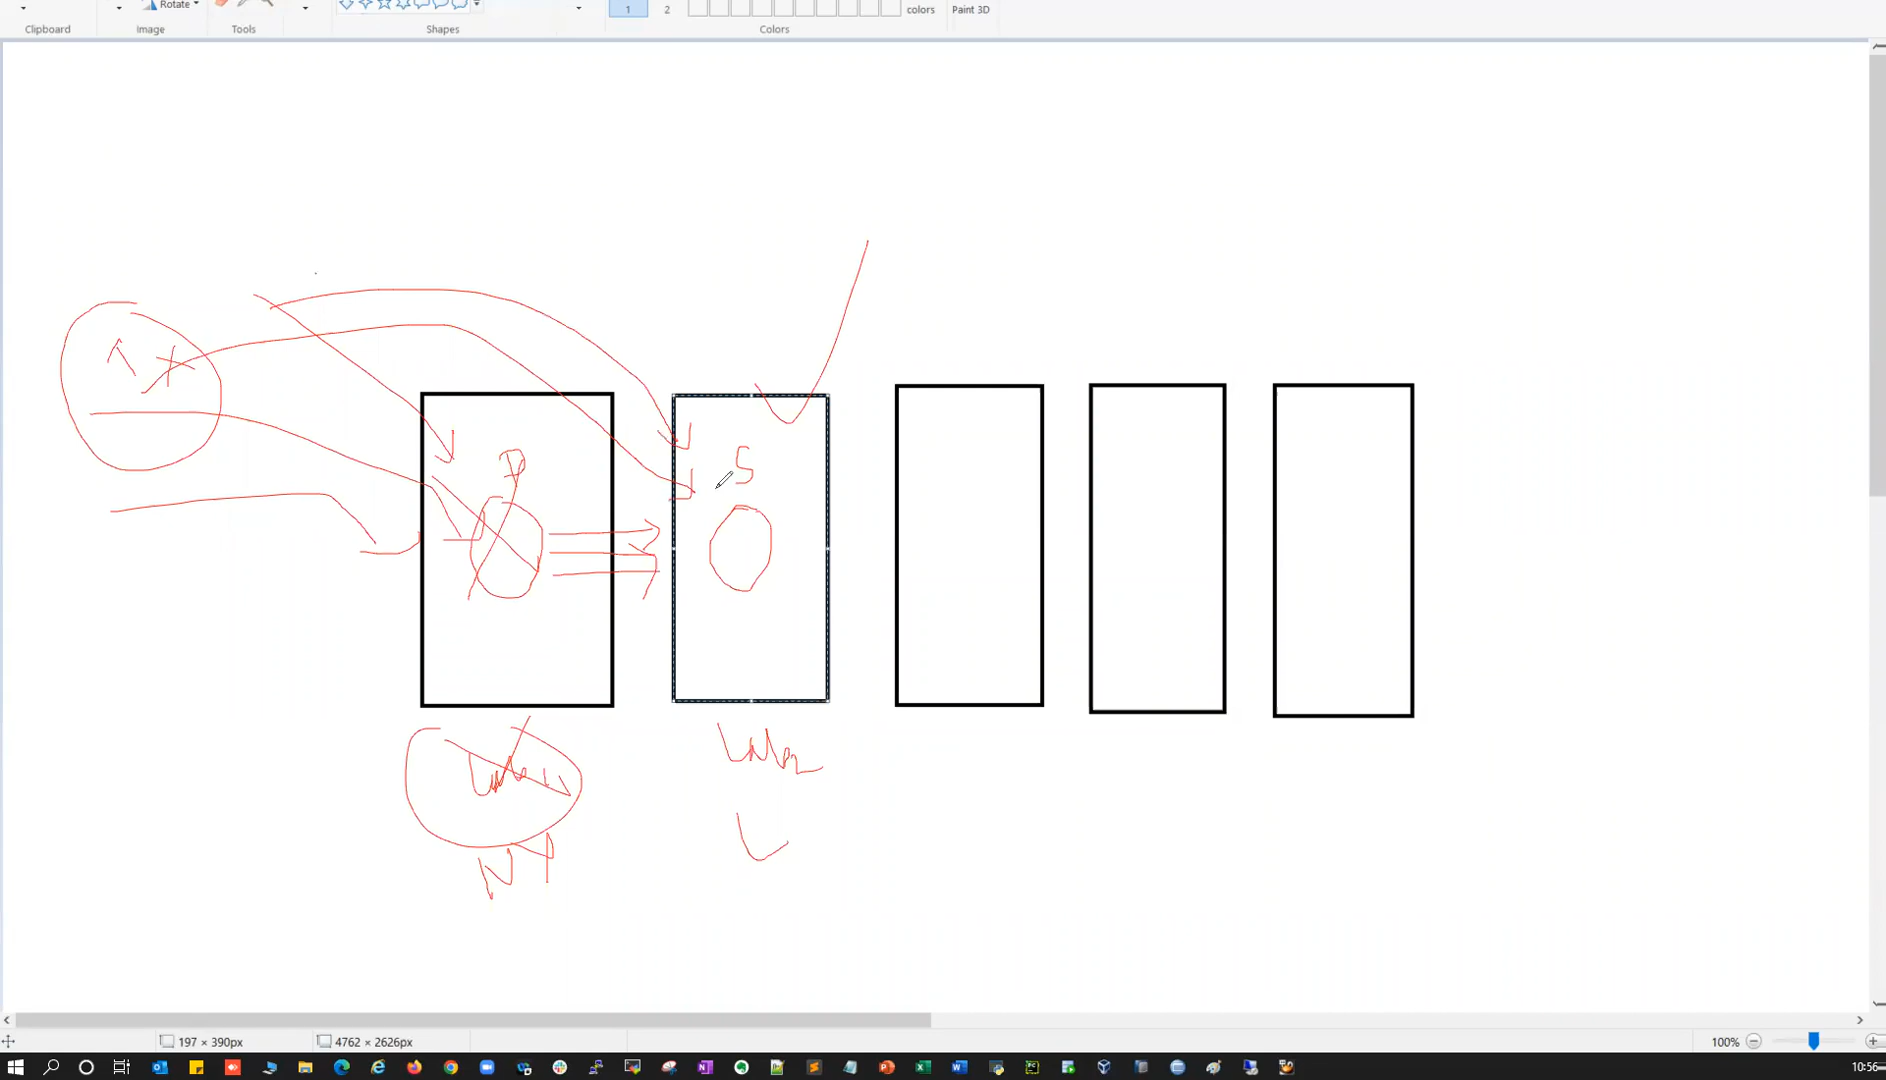 Rotate
1
2
colors
Paint 3D
Clipboard
Image
Tools
Shapes
Colors
T X
P
S
197 × 390px
4762 × 2626px
100%
10:56